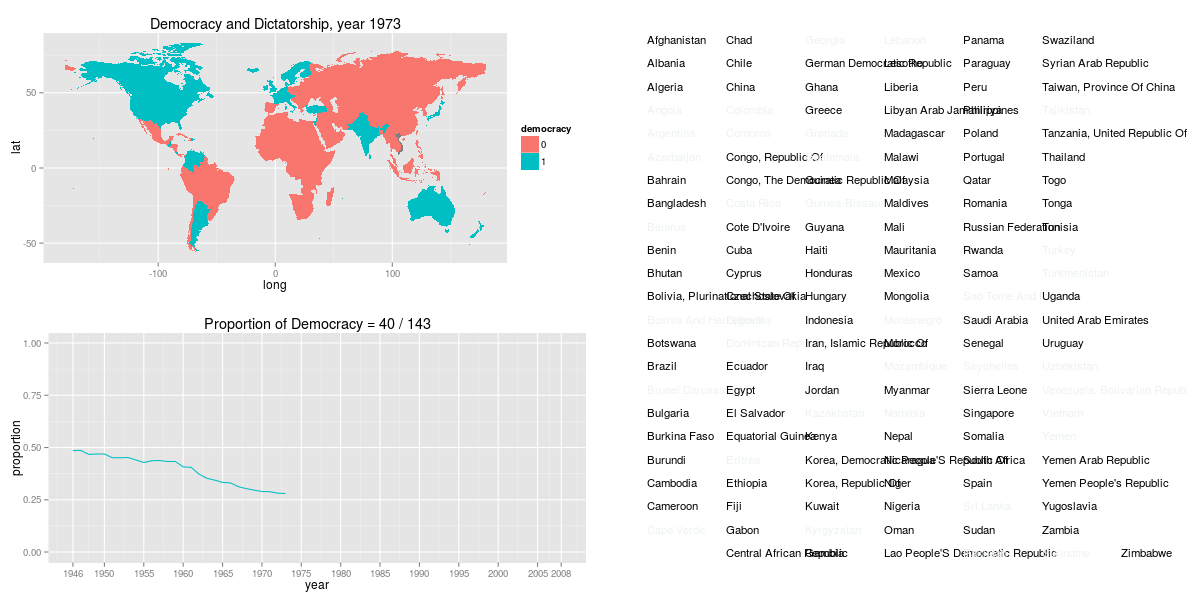 Democracy and Dictatorship, year 1973
lat
50
0
-50
-100
0
100
long
democracy
0
1
Proportion of Democracy = 40 / 143
proportion
1.00
0.75
0.50
0.25
0.00
1946 1950 1955 1960 1965 1970 1975 1980 1985 1990 1995 2000 2005 2008
year
Afghanistan Chad Georgia Lebanon Panama Swaziland
Albania Chile German Democratic Republic Lesotho Paraguay Syrian Arab Republic
Algeria China Ghana Liberia Peru Taiwan, Province Of China
Angola Colombia Greece Libyan Arab Jamahiriya Philippines Tajikistan
Argentina Comoros Grenada Madagascar Poland Tanzania, United Republic Of
Azerbaijan Congo, Republic Of Guatemala Malawi Portugal Thailand
Bahrain Congo, The Democratic Republic Of Guinea Malaysia Qatar Togo
Bangladesh Costa Rica Guinea-Bissau Maldives Romania Tonga
Belarus Cote D'Ivoire Guyana Mali Russian Federation Tunisia
Benin Cuba Haiti Mauritania Rwanda Turkey
Bhutan Cyprus Honduras Mexico Samoa Turkmenistan
Bolivia, Plurinational State Of Czechoslovakia Hungary Mongolia Sao Tome And Uganda
Bosnia And Herzegovina Indonesia Montenegro Saudi Arabia United Arab Emirates
Botswana Dominican Republic Iran, Islamic Republic Of Morocco Senegal Uruguay
Brazil Ecuador Iraq Mozambique Seychelles Uzbekistan
Brunei Darussalam Egypt Jordan Myanmar Sierra Leone Venezuela, Bolivarian Repub
Bulgaria El Salvador Kazakhstan Namibia Singapore Vietnam
Burkina Faso Equatorial Guinea Kenya Nepal Somalia Yemen
Burundi Eritrea Korea, Democratic People'S Republic Of Nicaragua South Africa Yemen Arab Republic
Cambodia Ethiopia Korea, Republic Of Niger Spain Yemen People's Republic
Cameroon Fiji Kuwait Nigeria Sri Lanka Yugoslavia
Cape Verde Gabon Kyrgyzstan Oman Sudan Zambia
Central African Republic Gambia Lao People'S Democratic Republic Suriname Zimbabwe